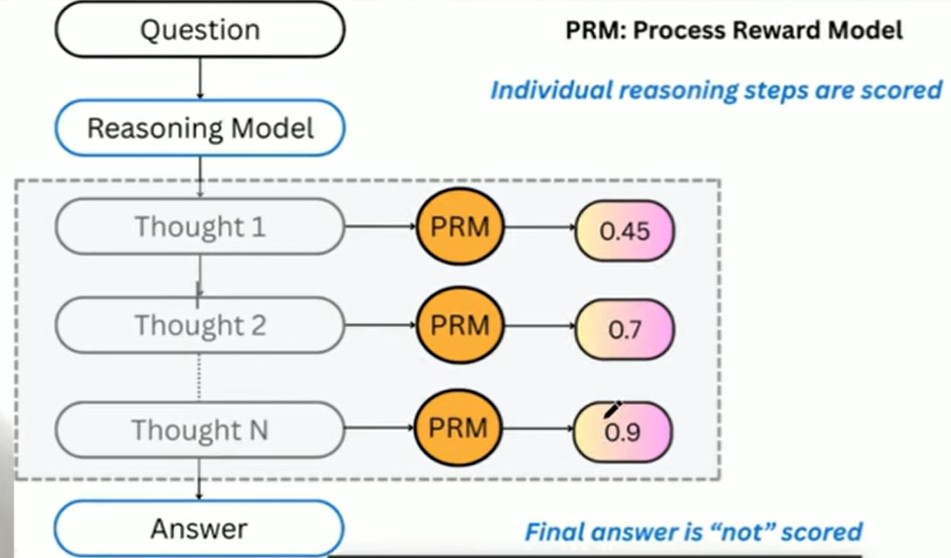 Question
PRM: Process Reward Model
Individual reasoning steps are scored
Reasoning Model
Thought 1
PRM
0.45
Thought 2
PRM
0.7
Thought N
PRM
0.9
Answer
Final answer is “not” scored